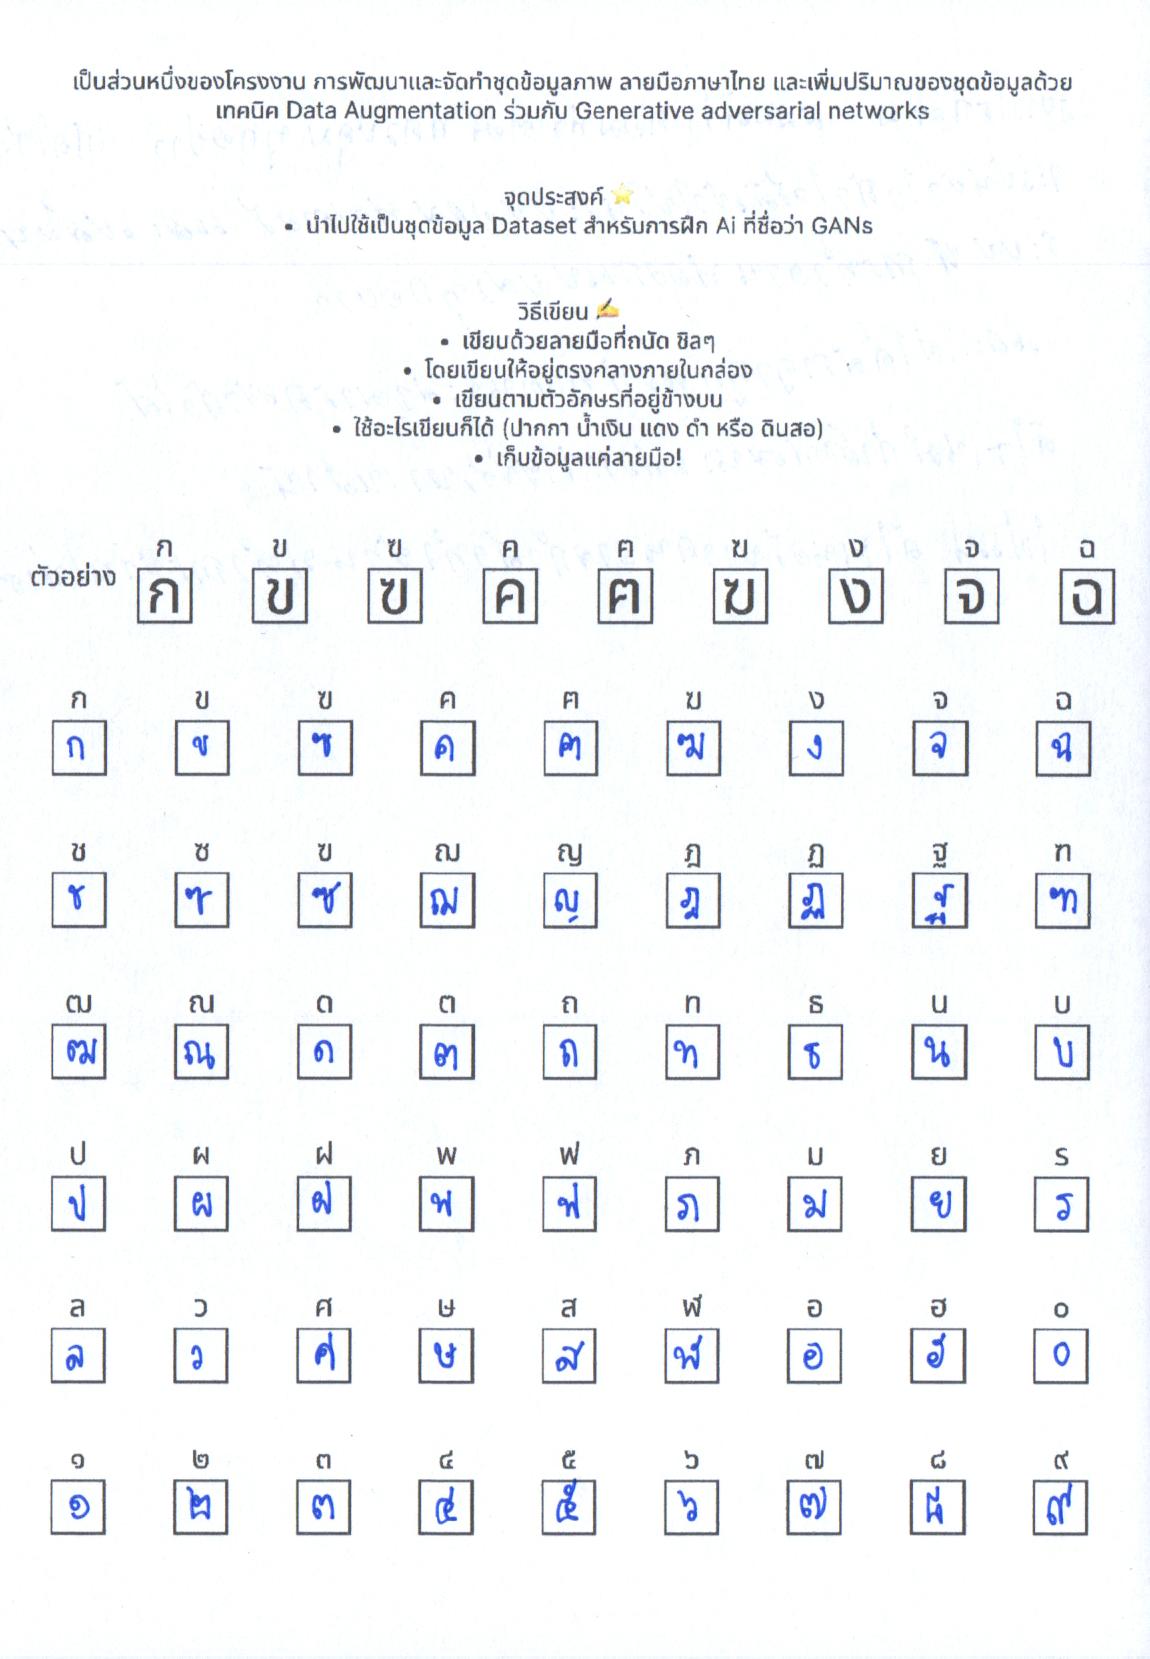 เป็นส่วนหนึ่งของโครงงาน การพัฒนาและจัดทำชุดข้อมูลภาพ ลายมือภาษาไทย และเพิ่มปริมาณของชุดข้อมูลด้วย
เทคนิค Data Augmentation ร่วมกับ Generative adversarial networks
จุดประสงค์ ⭐
• นำไปใช้เป็นชุดข้อมูล Dataset สำหรับการฝึก Ai ที่ชื่อว่า GANs
วิธีเขียน ✍️
• เขียนด้วยลายมือที่ถนัด ชิลๆ
• โดยเขียนให้อยู่ตรงกลางภายในกล่อง
• เขียนตามตัวอักษรที่อยู่ข้างบน
• ใช้อะไรเขียนก็ได้ (ปากกา น้ำเงิน แดง ดำ หรือ ดินสอ)
• เก็บข้อมูลแค่ลายมือ!
ก ข ฃ ค ฅ ฆ ง จ ฉ
ตัวอย่าง ก ข ฃ ค ฅ ฆ ง จ ฉ
ก ข ฃ ค ฅ ฆ ง จ ฉ
ก ข ฃ ค ฅ ฆ ง จ ฉ
ช ซ ฃ ฌ ญ ฎ ฏ ฐ ฑ
ช ซ ซ ฌ ญ ฎ ฏ ฐ ฑ
ฒ ณ ด ต ถ ท ธ น บ
ฒ ณ ด ต ถ ท ธ น บ
ป ผ ฝ พ ฟ ภ ม ย ร
ป ผ ฝ พ ฟ ภ ม ย ร
ล ว ศ ษ ส ฬ อ ฮ ๐
ล ว ศ ษ ส ฬ อ ฮ ๐
๑ ๒ ๓ ๔ ๕ ๖ ๗ ๘ ๙
๑ ๒ ๓ ๔ ๕ ๖ ๗ ๘ ๙